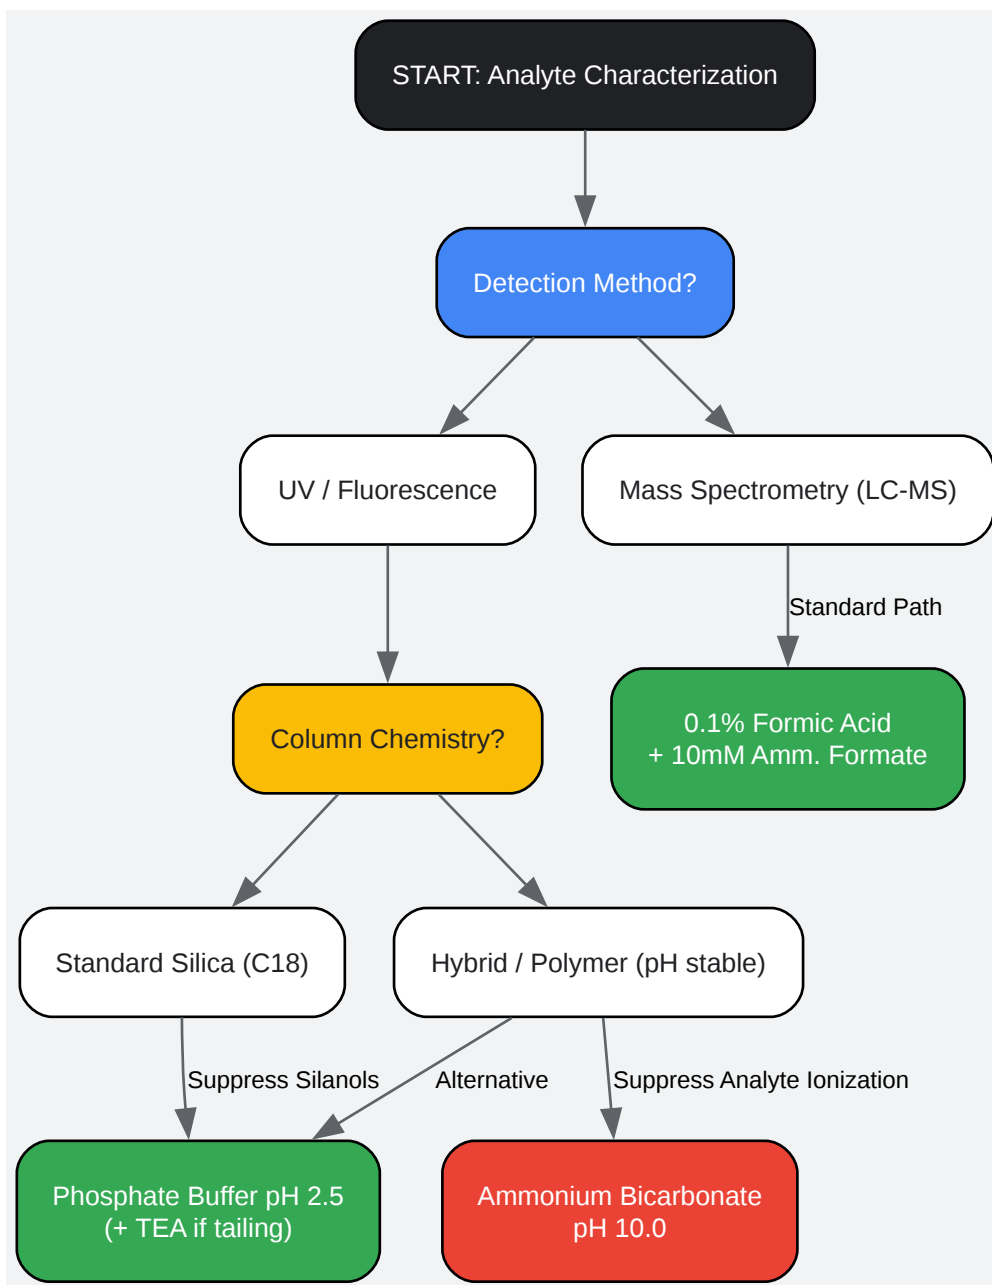 START: Analyte Characterization
Detection Method?
UV / Fluorescence
Mass Spectrometry (LC-MS)
Standard Path
0.1% Formic Acid
+ 10mM Amm. Formate
Column Chemistry?
Standard Silica (C18)
Hybrid / Polymer (pH stable)
Suppress Silanols
Alternative
Suppress Analyte Ionization
Phosphate Buffer pH 2.5
(+ TEA if tailing)
Ammonium Bicarbonate
pH 10.0